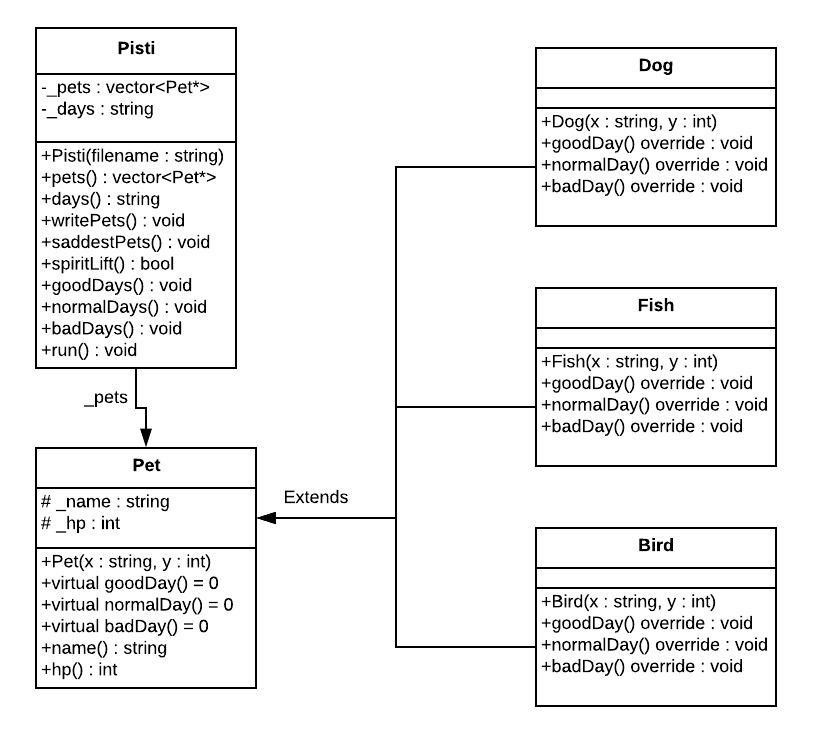 Pisti
-_pets : vector<Pet*>
-_days : string
+Pisti(filename : string)
+pets() : vector<Pet*>
+days() : string
+writePets() : void
+saddestPets() : void
+spiritLift() : bool
+goodDays() : void
+normalDays() : void
+badDays() : void
+run() : void
_pets
Pet
# _name : string
# _hp : int
+Pet(x : string, y : int)
+virtual goodDay() = 0
+virtual normalDay() = 0
+virtual badDay() = 0
+name() : string
+hp() : int
Extends
Dog
+Dog(x : string, y : int)
+goodDay() override : void
+normalDay() override : void
+badDay() override : void
Fish
+Fish(x : string, y : int)
+goodDay() override : void
+normalDay() override : void
+badDay() override : void
Bird
+Bird(x : string, y : int)
+goodDay() override : void
+normalDay() override : void
+badDay() override : void